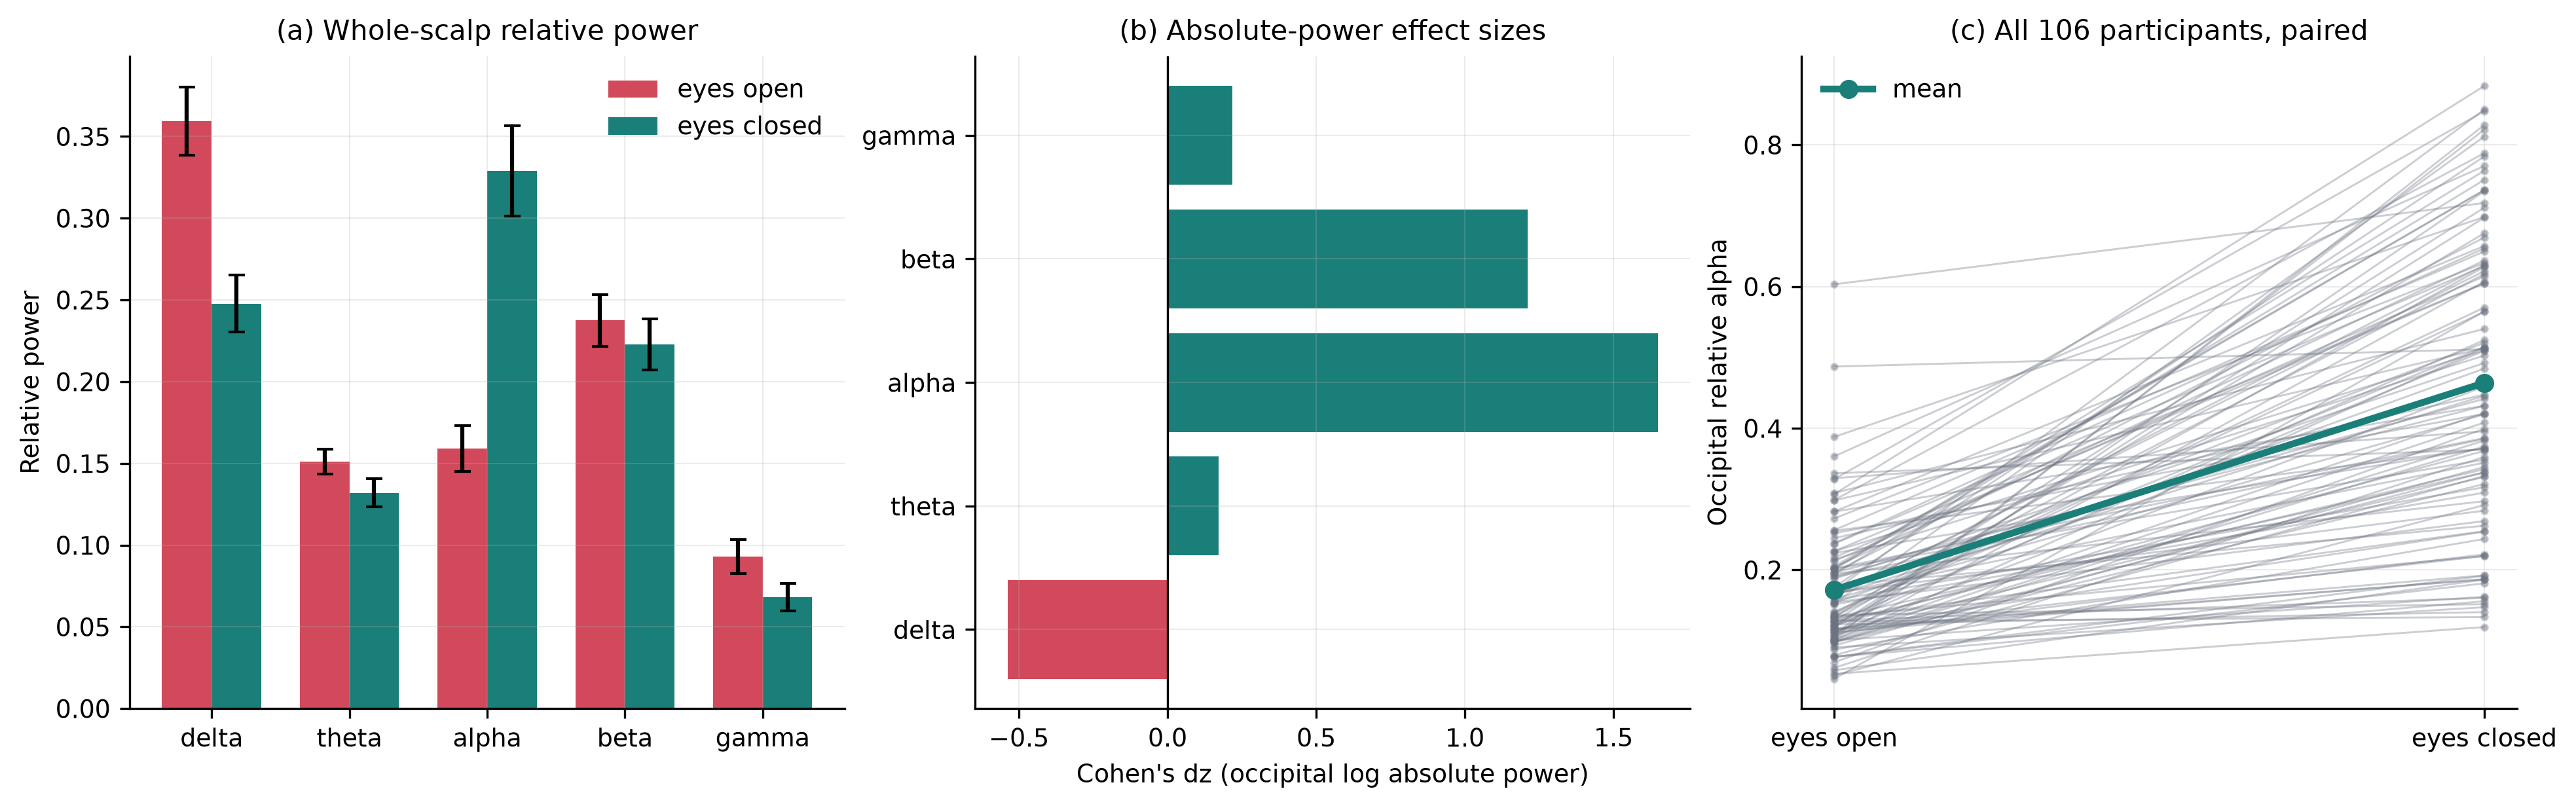 (a) Whole-scalp relative power
Relative power
0.35
0.30
0.25
0.20
0.15
0.10
0.05
0.00
delta
theta
alpha
beta
gamma
eyes open
eyes closed
(b) Absolute-power effect sizes
gamma
beta
alpha
theta
delta
−0.5
0.0
0.5
1.0
1.5
Cohen's dz (occipital log absolute power)
(c) All 106 participants, paired
mean
Occipital relative alpha
0.8
0.6
0.4
0.2
eyes open
eyes closed